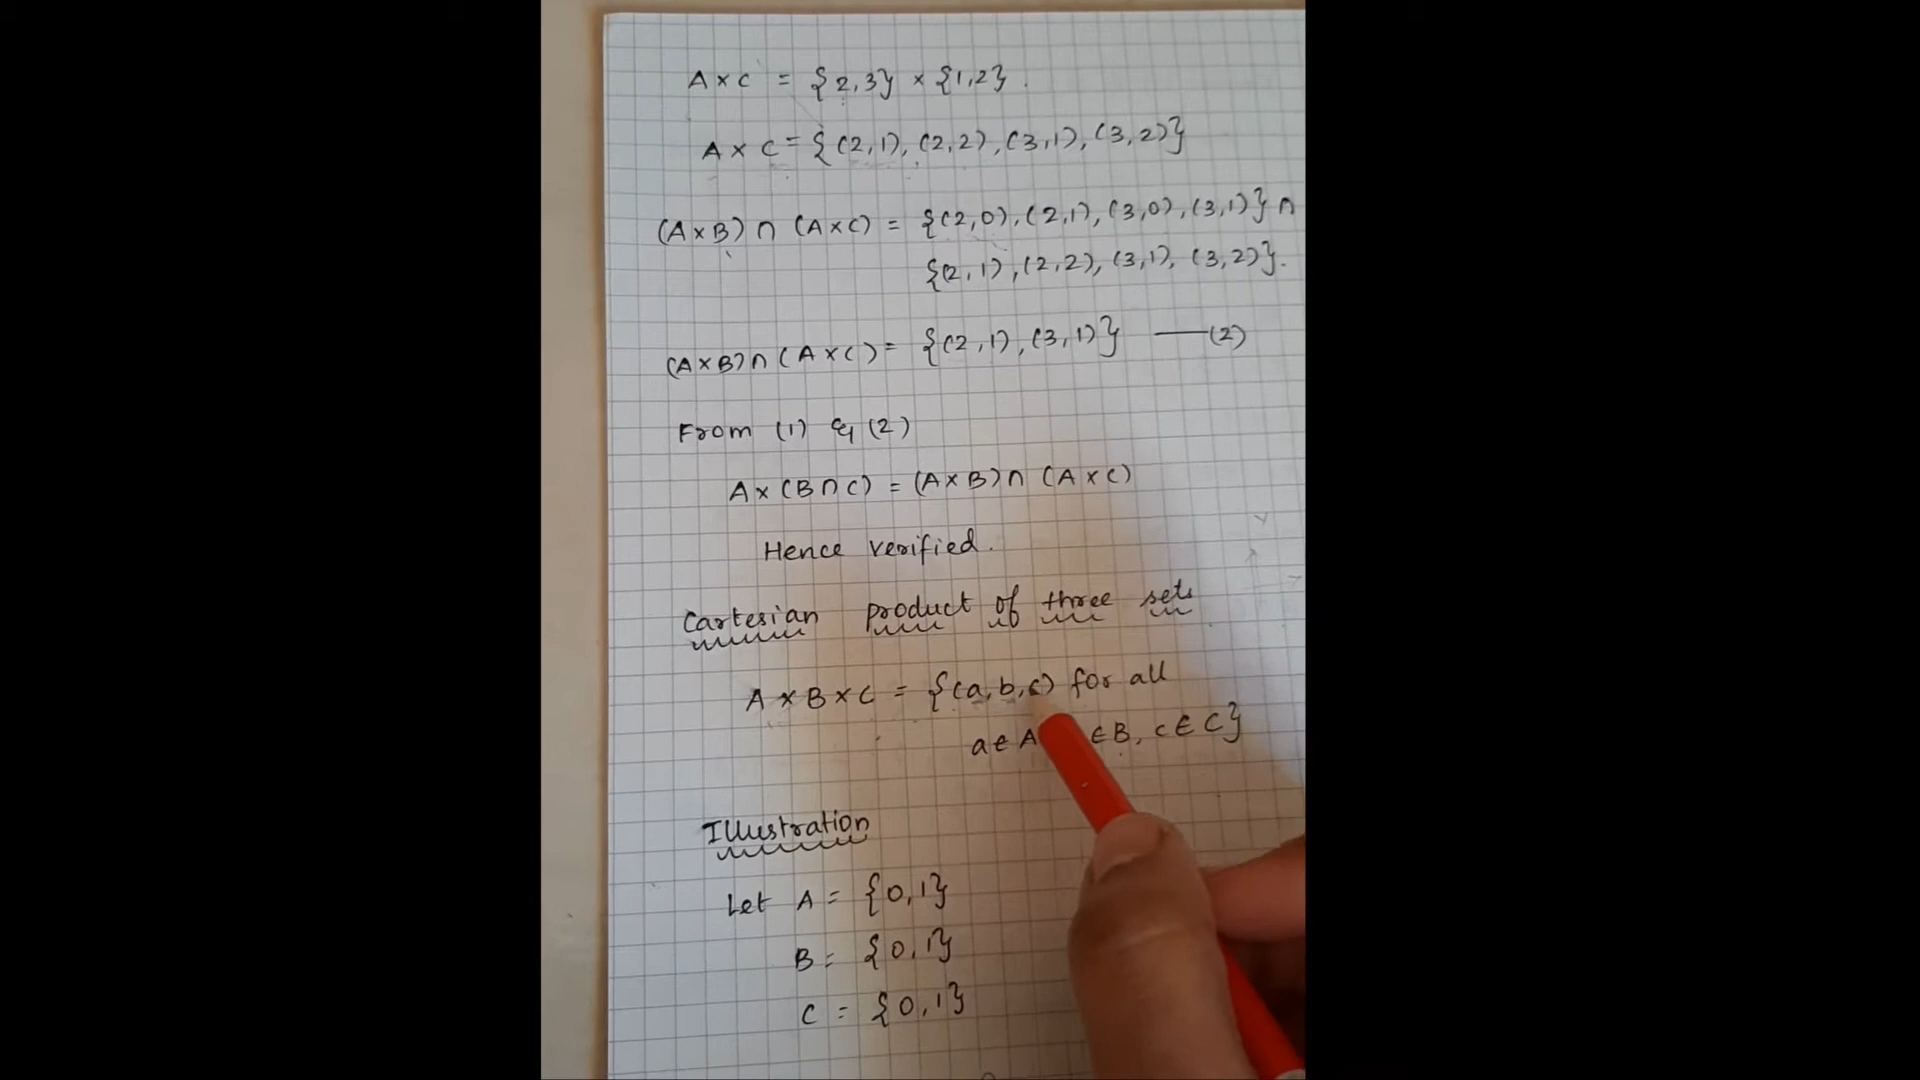 A × C = {2,3} × {1,2}.
A × C = {(2,1), (2,2), (3,1), (3,2)}
(A×B) ∩ (A×C) = {(2,0), (2,1), (3,0), (3,1)} ∩
{(2,1), (2,2), (3,1), (3,2)}.
(A×B) ∩ (A×C) = {(2,1), (3,1)} —(2)
From (1) & (2)
A × (B∩C) = (A×B) ∩ (A×C)
Hence verified.
Cartesian product of three sets
A × B × C = {(a,b,c) for all
a∈A ∈B, c∈C}
Illustration
Let A = {0,1}
B = {0,1}
C = {0,1}